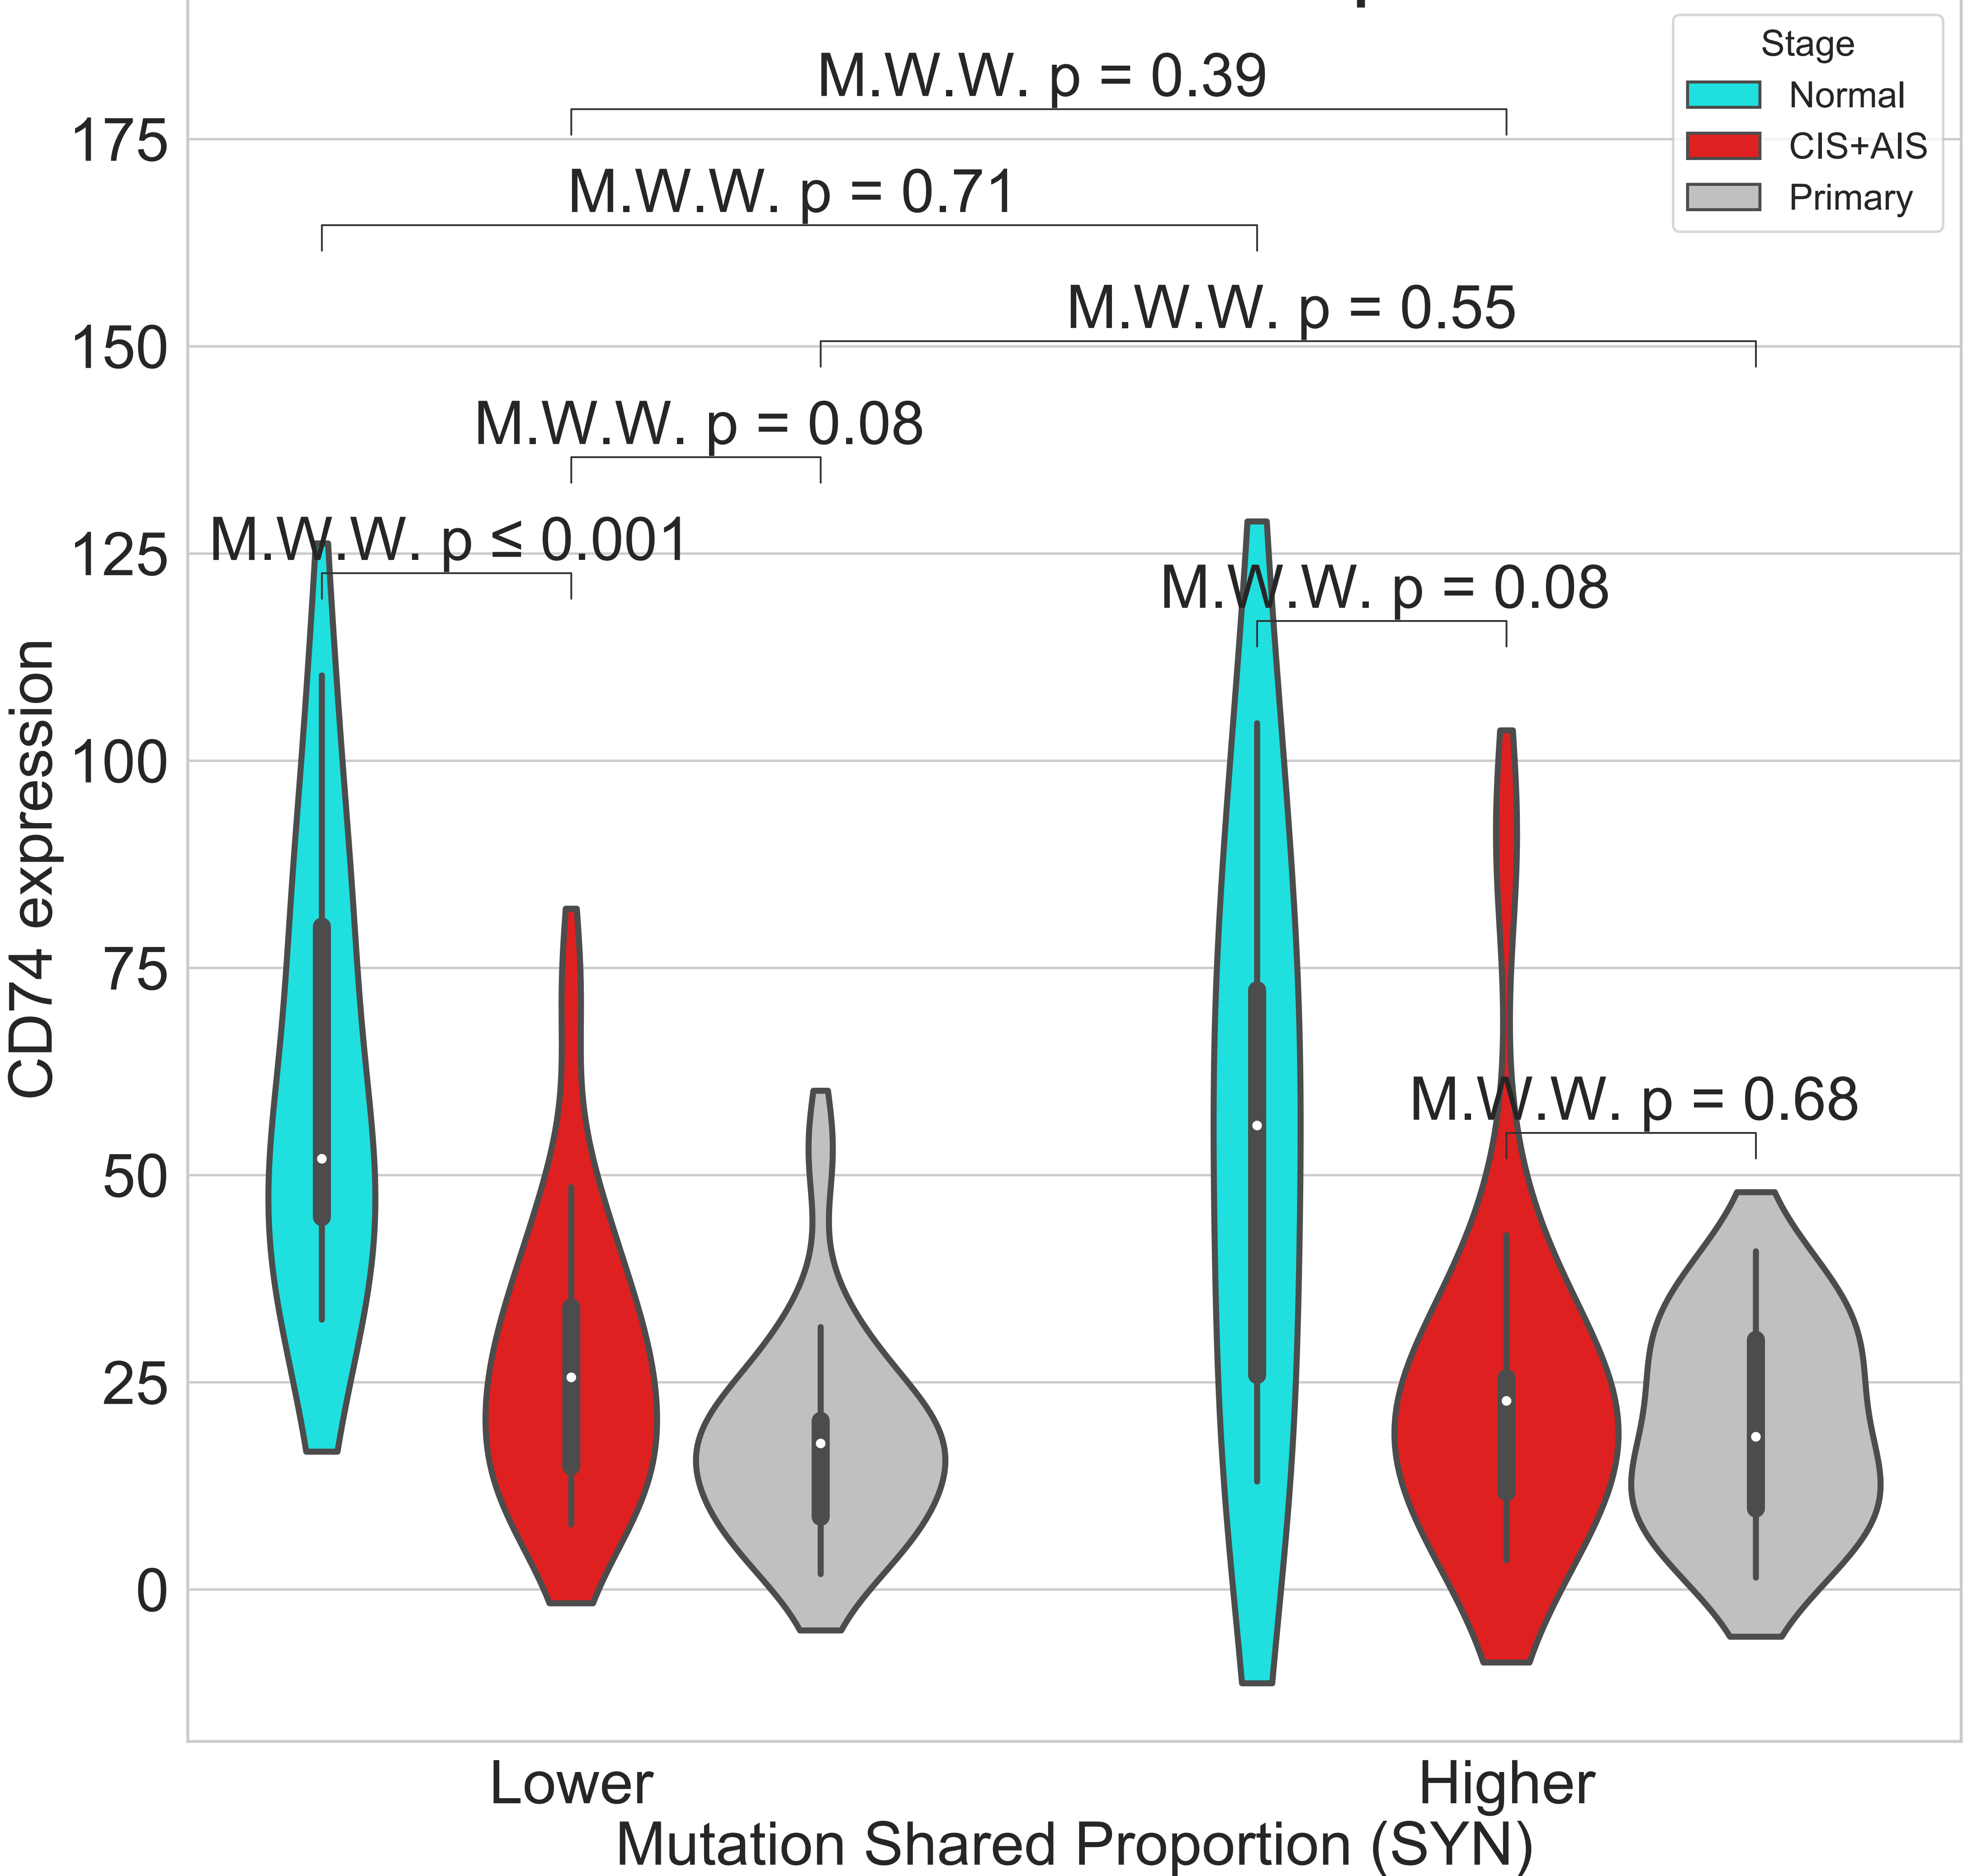 Stage
Normal
CIS+AIS
Primary
M.W.W. p = 0.39
M.W.W. p = 0.71
M.W.W. p = 0.55
M.W.W. p = 0.08
M.W.W. p ≤ 0.001
M.W.W. p = 0.08
M.W.W. p = 0.68
175
150
125
100
75
50
25
0
CD74 expression
Lower
Higher
Mutation Shared Proportion (SYN)